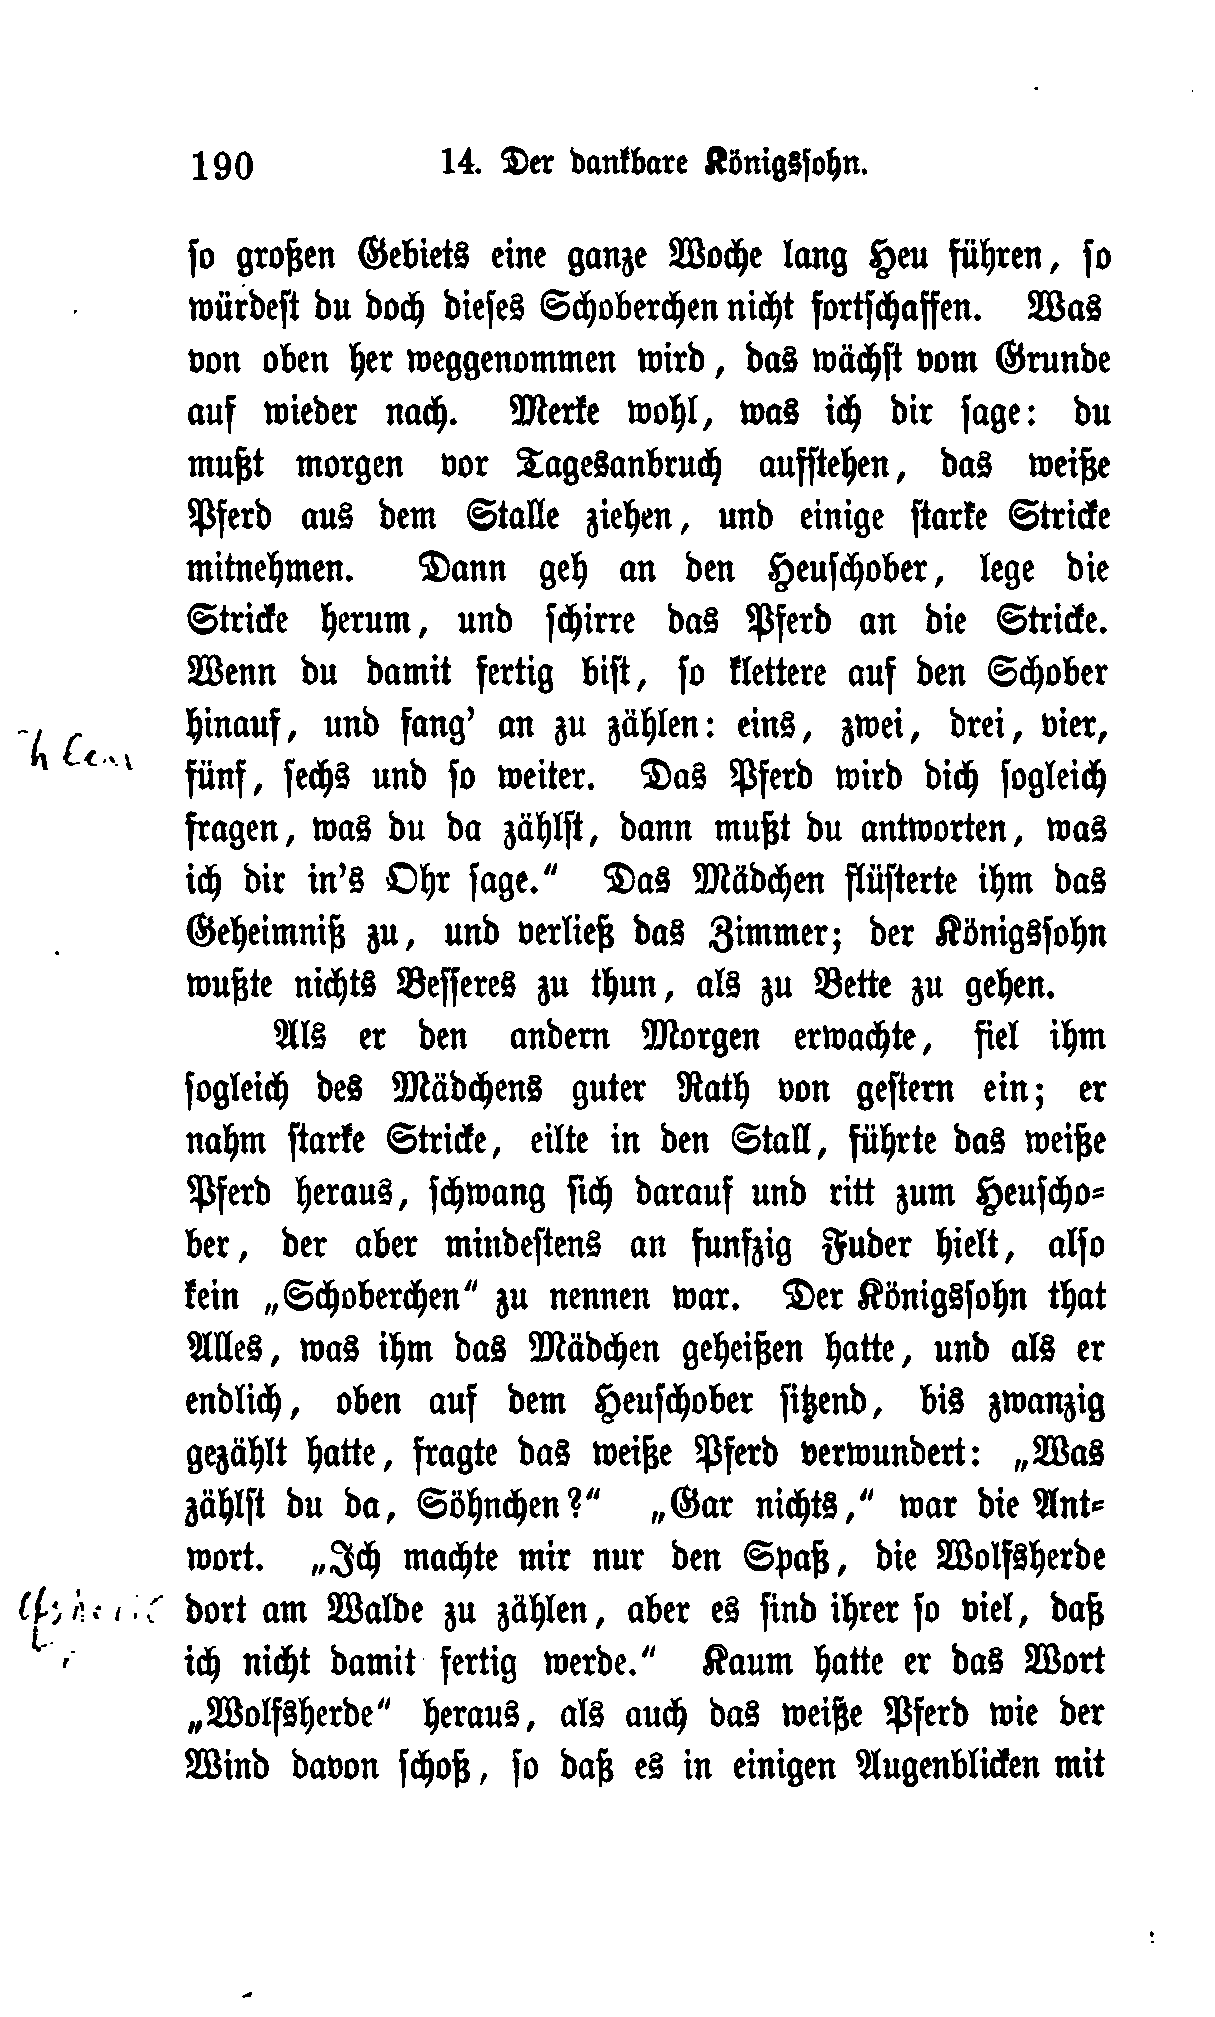 190 14. Der dankbare Königssohn.
so großen Gebiets eine ganze Woche lang Heu führen, so
würdest du doch dieses Schoberchen nicht fortschaffen. Was
von oben her weggenommen wird, das wächst vom Grunde
auf wieder nach. Merke wohl, was ich dir sage: du
mußt morgen vor Tagesanbruch aufstehen, das weiße
Pferd aus dem Stalle ziehen, und einige starke Stricke
mitnehmen. Dann geh an den Heuschober, lege die
Stricke herum, und schirre das Pferd an die Stricke.
Wenn du damit fertig bist, so klettere auf den Schober
hinauf, und fang' an zu zählen: eins, zwei, drei, vier,
fünf, sechs und so weiter. Das Pferd wird dich sogleich
fragen, was du da zählst, dann mußt du antworten, was
ich dir in's Ohr sage." Das Mädchen flüsterte ihm das
Geheimniß zu, und verließ das Zimmer; der Königssohn
wußte nichts Besseres zu thun, als zu Bette zu gehen.
Als er den andern Morgen erwachte, fiel ihm
sogleich des Mädchens guter Rath von gestern ein; er
nahm starke Stricke, eilte in den Stall, führte das weiße
Pferd heraus, schwang sich darauf und ritt zum Heuscho=
ber, der aber mindestens an funfzig Fuder hielt, also
kein „Schoberchen" zu nennen war. Der Königssohn that
Alles, was ihm das Mädchen geheißen hatte, und als er
endlich, oben auf dem Heuschober sitzend, bis zwanzig
gezählt hatte, fragte das weiße Pferd verwundert: „Was
zählst du da, Söhnchen?" „Gar nichts," war die Ant=
wort. „Ich machte mir nur den Spaß, die Wolfsherde
dort am Walde zu zählen, aber es sind ihrer so viel, daß
ich nicht damit fertig werde." Kaum hatte er das Wort
„Wolfsherde" heraus, als auch das weiße Pferd wie der
Wind davon schoß, so daß es in einigen Augenblicken mit